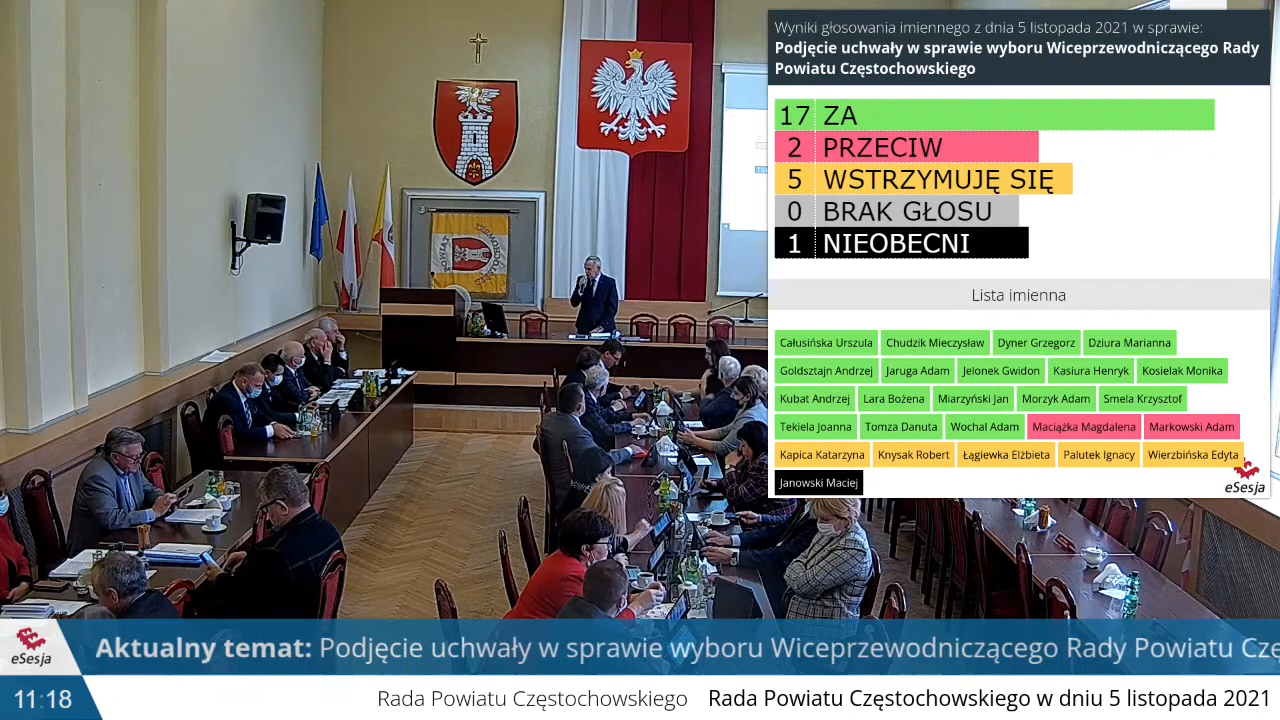 Wyniki głosowania imiennego z dnia 5 listopada 2021 w sprawie:
Podjęcie uchwały w sprawie wyboru Wiceprzewodniczącego Rady
Powiatu Częstochowskiego
17 ZA
2 PRZECIW
5 WSTRZYMUJĘ SIĘ
0 BRAK GŁOSU
1 NIEOBECNI
Lista imienna
Całusińska Urszula Chudzik Mieczysław Dyner Grzegorz Dziura Marianna
Goldsztajn Andrzej Jaruga Adam Jelonek Gwidon Kasiura Henryk Kosielak Monika
Kubat Andrzej Lara Bożena Miarzyński Jan Morzyk Adam Smela Krzysztof
Tekiela Joanna Tomza Danuta Wochal Adam Maciążka Magdalena Markowski Adam
Kapica Katarzyna Knysak Robert Łągiewka Elżbieta Palutek Ignacy Wierzbińska Edyta
Janowski Maciej
eSesja
POWIAT
eSesja
Aktualny temat: Podjęcie uchwały w sprawie wyboru Wiceprzewodniczącego Rady Powiatu Czę
11:18
Rada Powiatu Częstochowskiego Rada Powiatu Częstochowskiego w dniu 5 listopada 2021